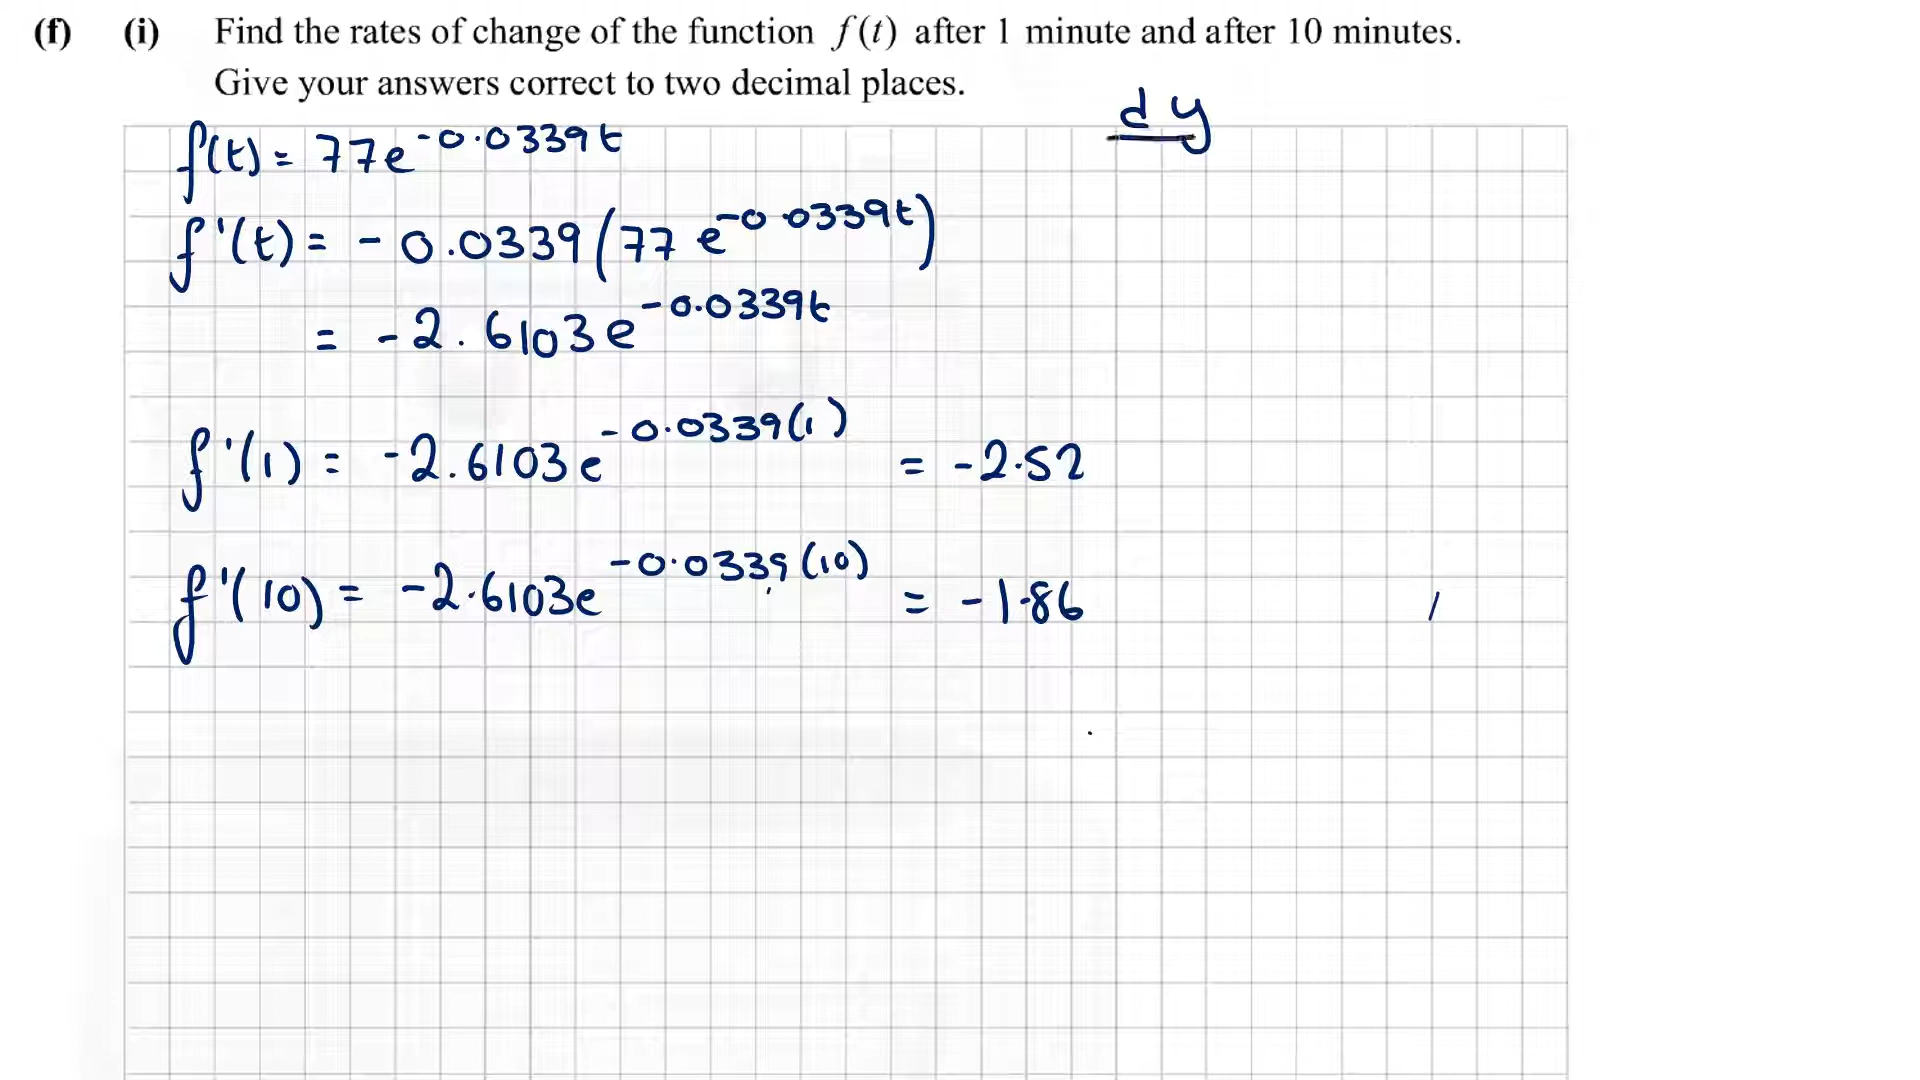 (f) (i) Find the rates of change of the function f(t) after 1 minute and after 10 minutes.
Give your answers correct to two decimal places.
dy
f(t) = 77e^-0.0339t
f'(t) = -0.0339(77e^-0.0339t)
= -2.6103e^-0.0339t
f'(1) = -2.6103e^-0.0339(1) = -2.52
f'(10) = -2.6103e^-0.0339(10) = -1.86